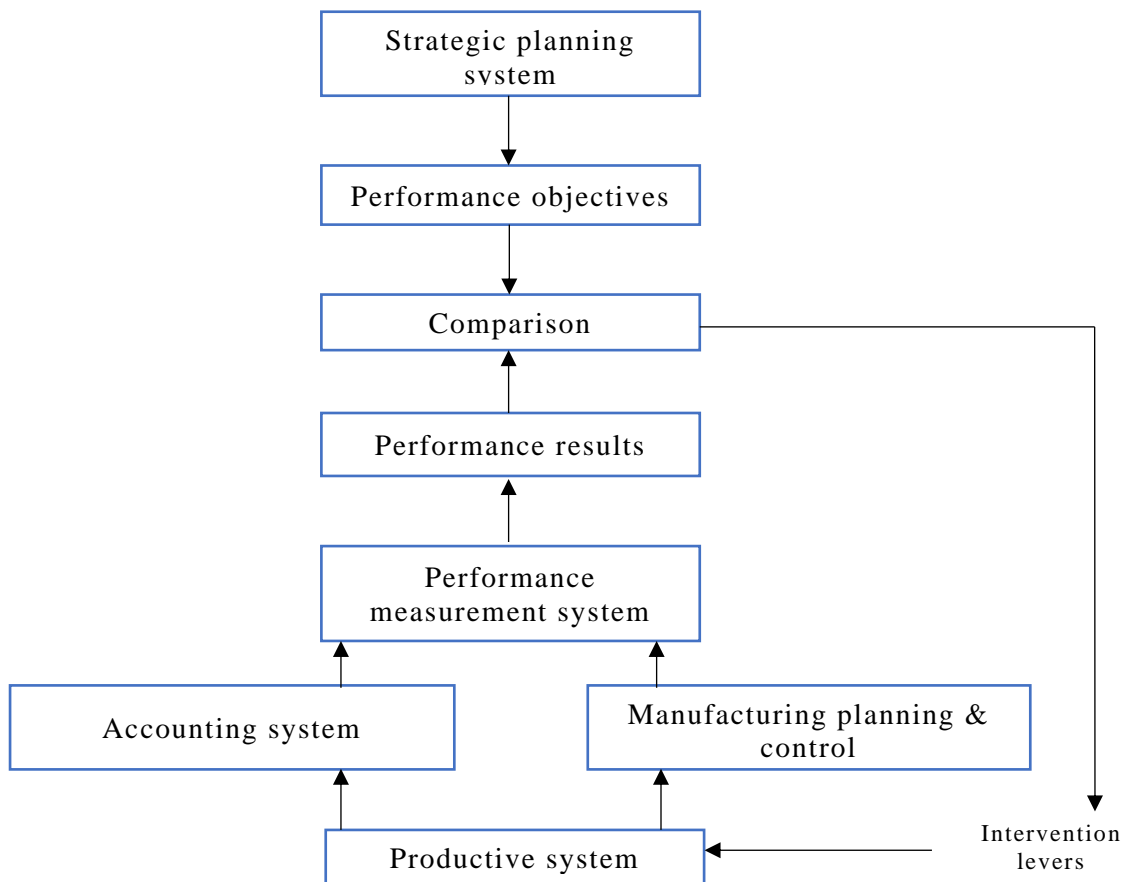 Strategic planning
system
Performance objectives
Comparison
Performance results
Performance
measurement system
Accounting system
Manufacturing planning &
control
Productive system
Intervention
levers